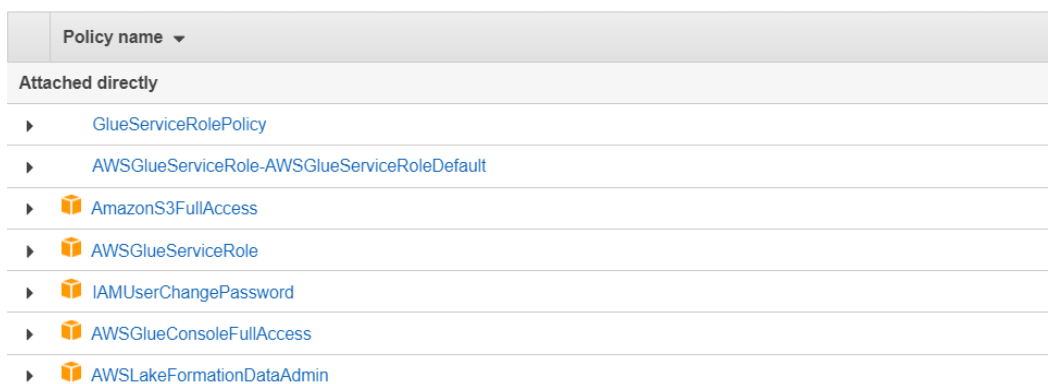 Policy name
Attached directly
GlueServiceRolePolicy
AWSGlueServiceRole-AWSGlueServiceRoleDefault
AmazonS3FullAccess
AWSGlueServiceRole
IAMUserChangePassword
AWSGlueConsoleFullAccess
AWSLakeFormationDataAdmin